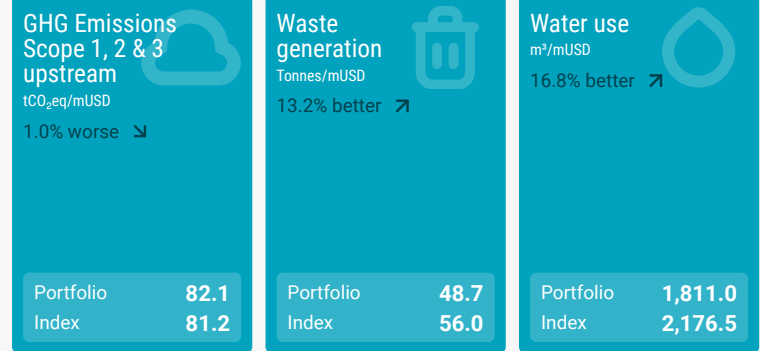 GHG Emissions
Scope 1, 2 & 3
upstream
tCO₂eq/mUSD
1.0% worse
Portfolio 82.1
Index 81.2
Waste
generation
Tonnes/mUSD
13.2% better
Portfolio 48.7
Index 56.0
Water use
m³/mUSD
16.8% better
Portfolio 1,811.0
Index 2,176.5